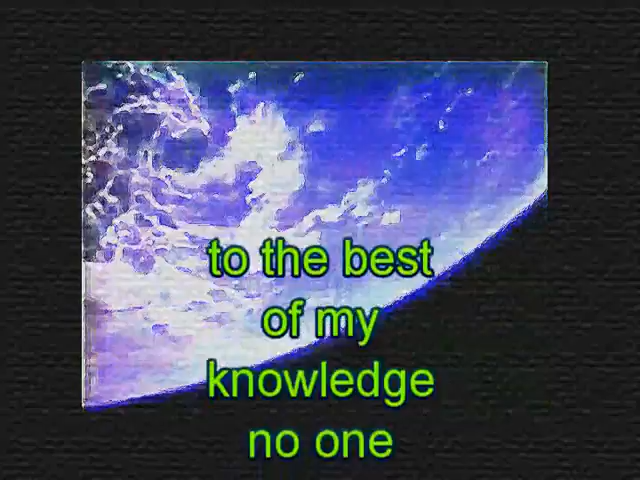 to the best
of my
knowledge
no one